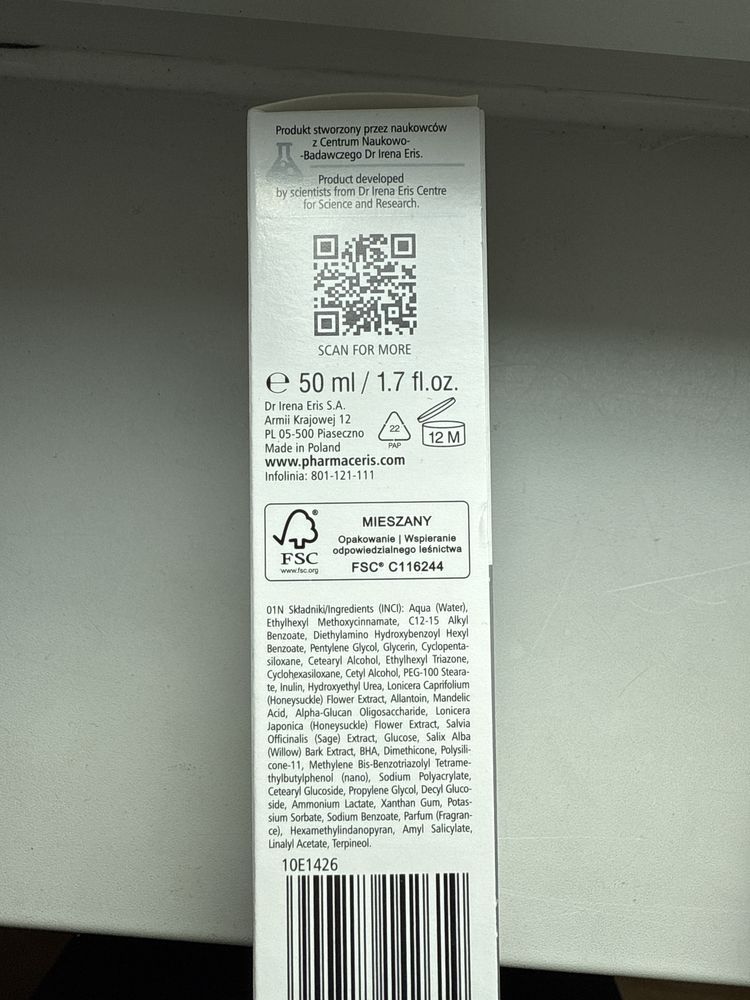 Produkt stworzony przez naukowców
z Centrum Naukowo-
-Badawczego Dr Irena Eris.
Product developed
by scientists from Dr Irena Eris Centre
for Science and Research.
SCAN FOR MORE
℮ 50 ml / 1.7 fl.oz.
Dr Irena Eris S.A.
Armii Krajowej 12
PL 05-500 Piaseczno
Made in Poland
www.pharmaceris.com
Infolinia: 801-121-111
22
PAP
12 M
FSC®
www.fsc.org
MIESZANY
Opakowanie | Wspieranie
odpowiedzialnego leśnictwa
FSC® C116244
01N Składniki/Ingredients (INCI): Aqua (Water),
Ethylhexyl Methoxycinnamate, C12-15 Alkyl
Benzoate, Diethylamino Hydroxybenzoyl Hexyl
Benzoate, Pentylene Glycol, Glycerin, Cyclopenta-
siloxane, Cetearyl Alcohol, Ethylhexyl Triazone,
Cyclohexasiloxane, Cetyl Alcohol, PEG-100 Steara-
te, Inulin, Hydroxyethyl Urea, Lonicera Caprifolium
(Honeysuckle) Flower Extract, Allantoin, Mandelic
Acid, Alpha-Glucan Oligosaccharide, Lonicera
Japonica (Honeysuckle) Flower Extract, Salvia
Officinalis (Sage) Extract, Glucose, Salix Alba
(Willow) Bark Extract, BHA, Dimethicone, Polysili-
cone-11, Methylene Bis-Benzotriazolyl Tetrame-
thylbutylphenol (nano), Sodium Polyacrylate,
Cetearyl Glucoside, Propylene Glycol, Decyl Gluco-
side, Ammonium Lactate, Xanthan Gum, Potas-
sium Sorbate, Sodium Benzoate, Parfum (Fragran-
ce), Hexamethylindanopyran, Amyl Salicylate,
Linalyl Acetate, Terpineol.
10E1426